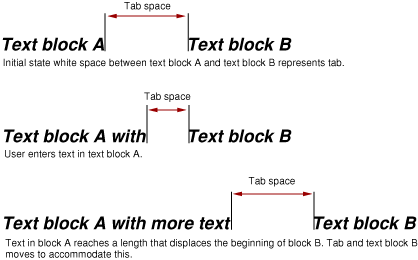 Tab space
Text block A Text block B
Initial state white space between text block A and text block B represents tab.
Tab space
Text block A with Text block B
User enters text in text block A.
Tab space
Text block A with more text Text block B
Text in block A reaches a length that displaces the beginning of block B. Tab and text block B
moves to accommodate this.